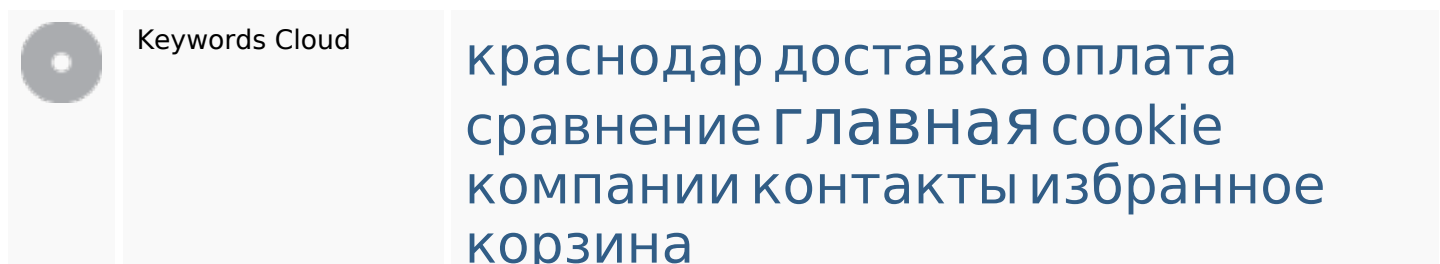 Keywords Cloud
краснодар доставка оплата
сравнение главная cookie
компании контакты избранное
корзина